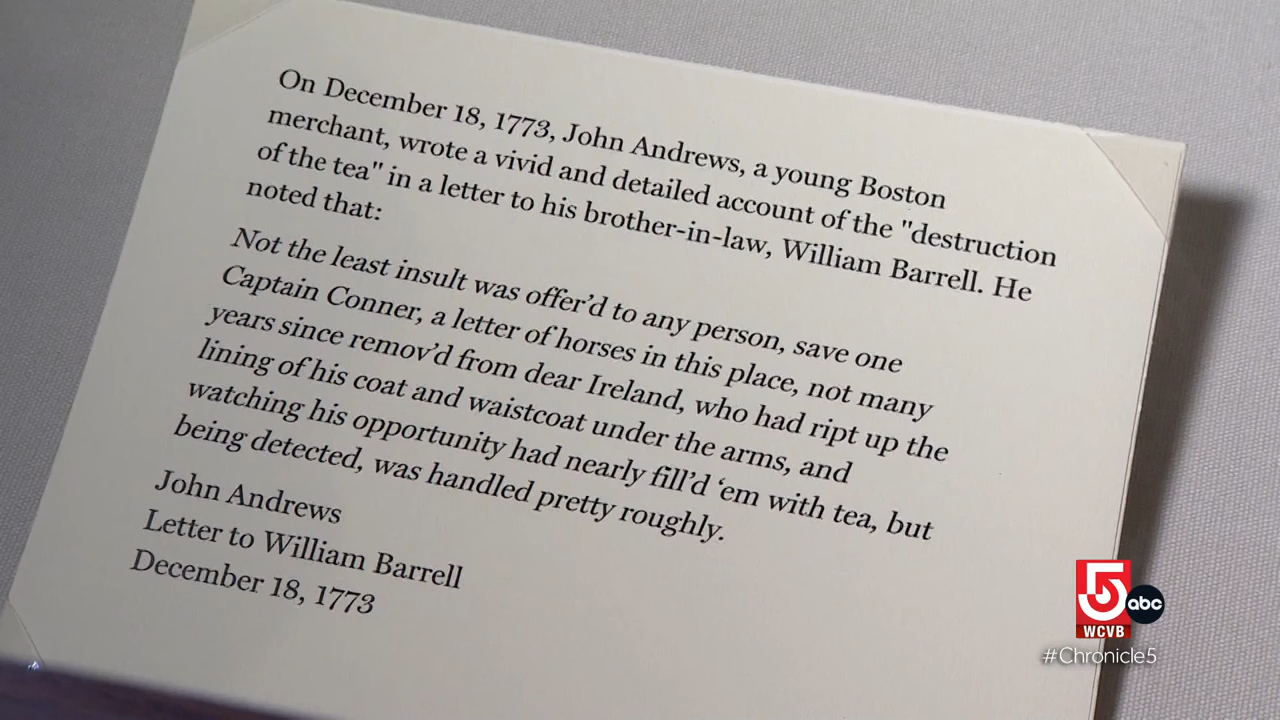 On December 18, 1773, John Andrews, a young Boston
merchant, wrote a vivid and detailed account of the "destruction
of the tea" in a letter to his brother-in-law, William Barrell. He
noted that:
Not the least insult was offer’d to any person, save one
Captain Conner, a letter of horses in this place, not many
years since remov’d from dear Ireland, who had ript up the
lining of his coat and waistcoat under the arms, and
watching his opportunity had nearly fill’d ‘em with tea, but
being detected, was handled pretty roughly.
John Andrews
Letter to William Barrell
December 18, 1773
5
abc
WCVB
#Chronicle5